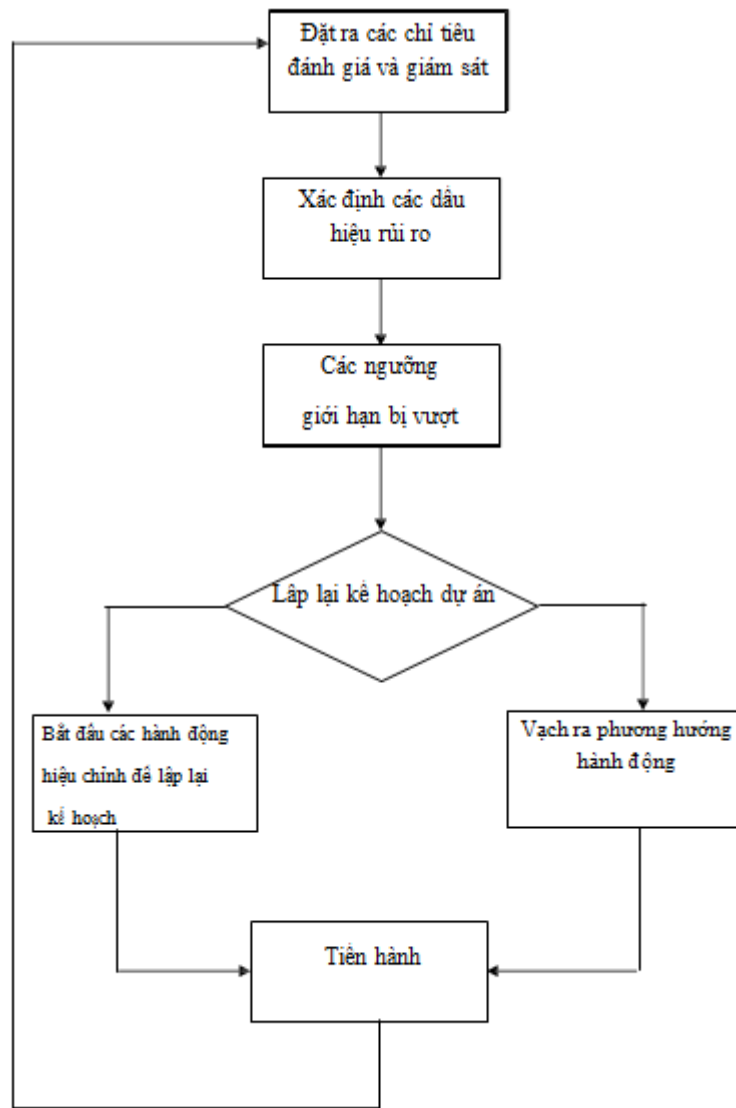 Đặt ra các chỉ tiêu
đánh giá và giám sát
Xác định các dấu
hiệu rủi ro
Các ngưỡng
giới hạn bị vượt
Lập lại kế hoạch dự án
Bắt đầu các hành động
hiệu chỉnh để lập lại
kế hoạch
Vạch ra phương hướng
hành động
Tiến hành